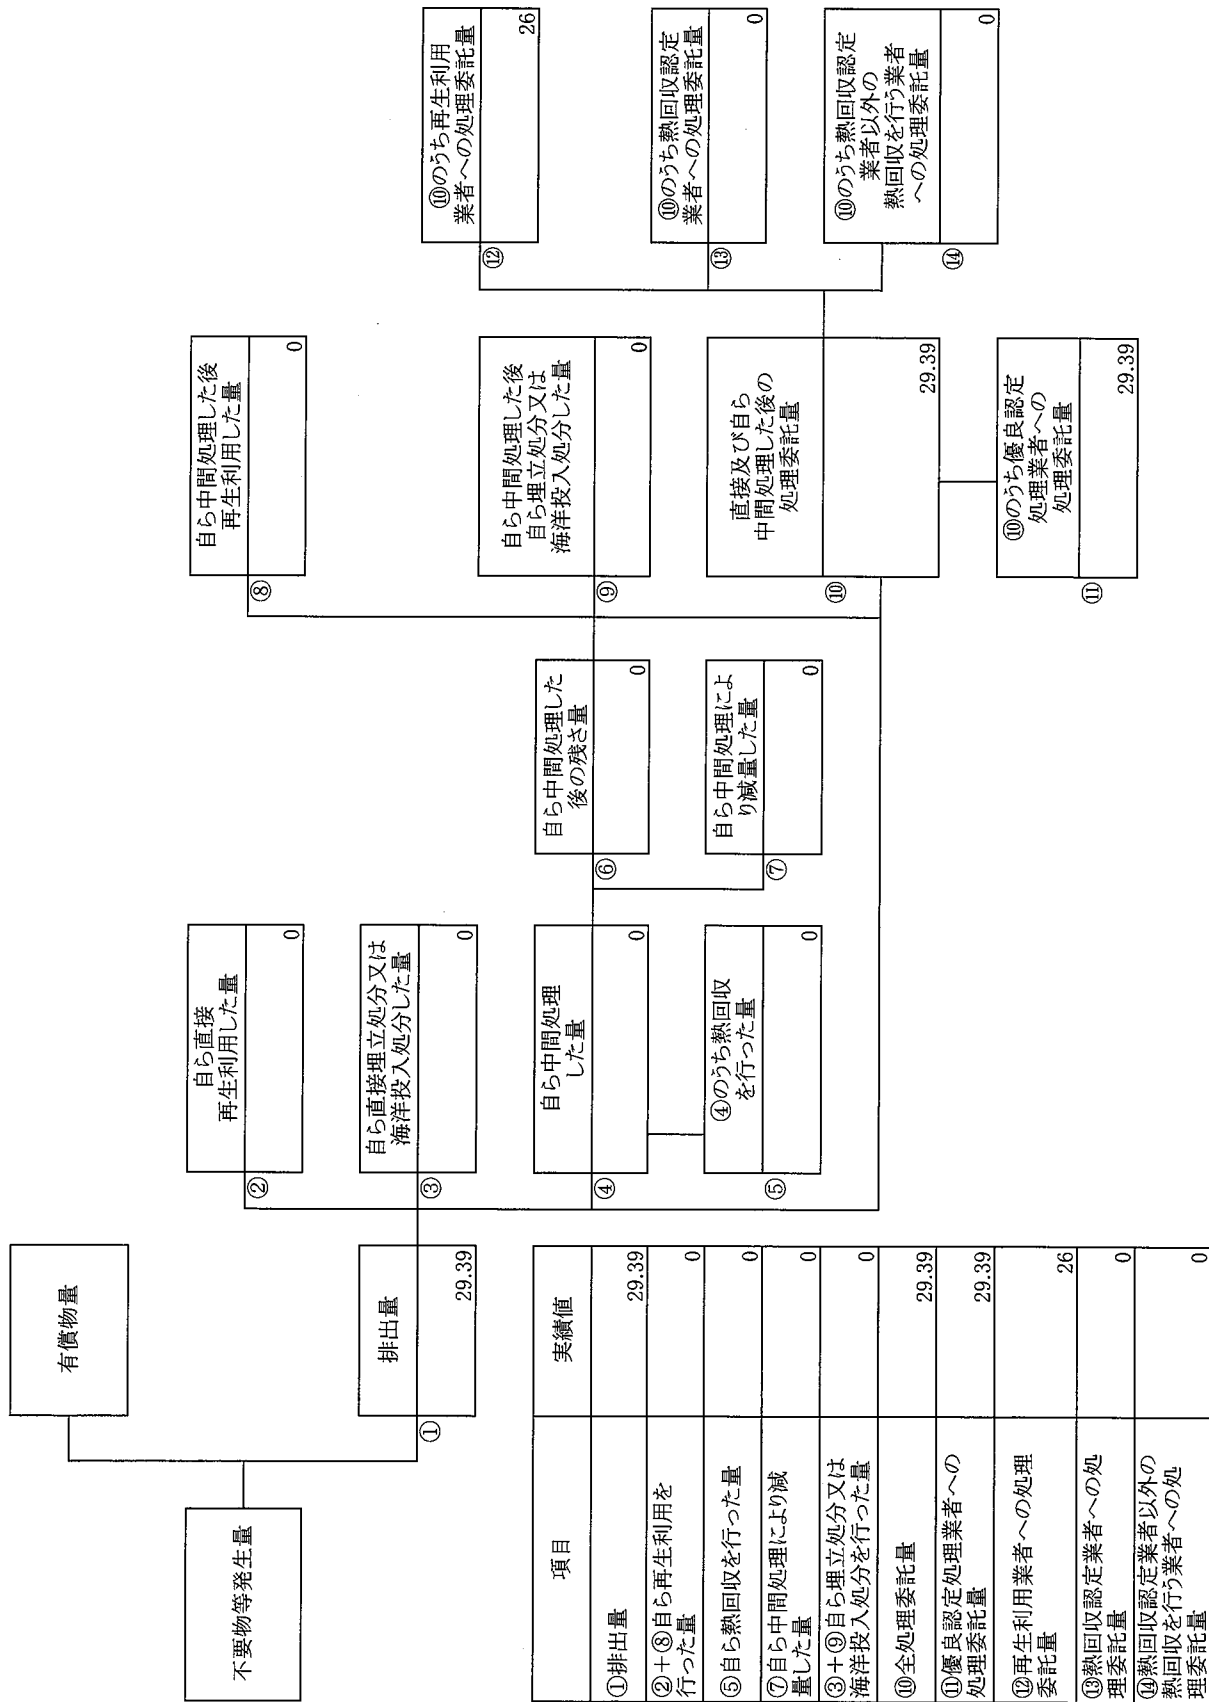 不要物等発生量
有償物量
①
排出量
29.39
②
自ら直接
再生利用した量
0
③
自ら直接埋立処分又は
海洋投入処分した量
0
④
自ら中間処理
した量
0
⑤
④のうち熱回収
を行った量
0
⑥
自ら中間処理した
後の残さ量
0
⑦
自ら中間処理によ
り減量した量
0
⑧
自ら中間処理した後
再生利用した量
0
⑨
自ら中間処理した後
自ら埋立処分又は
海洋投入処分した量
0
⑩
直接及び自ら
中間処理した後の
処理委託量
29.39
⑪
⑩のうち優良認定
処理業者への
処理委託量
29.39
⑫
⑩のうち再生利用
業者への処理委託量
26
⑬
⑩のうち熱回収認定
業者への処理委託量
0
⑭
⑩のうち熱回収認定
業者以外の
熱回収を行う業者
への処理委託量
0
項目 実績値
①排出量 29.39
②+⑧自ら再生利用を
行った量 0
⑤自ら熱回収を行った量 0
⑦自ら中間処理により減
量した量 0
③+⑨自ら埋立処分又は
海洋投入処分を行った量 0
⑩全処理委託量 29.39
⑪優良認定処理業者への
処理委託量 29.39
⑫再生利用業者への処理
委託量 26
⑬熱回収認定業者への処
理委託量 0
⑭熱回収認定業者以外の
熱回収を行う業者への処
理委託量 0